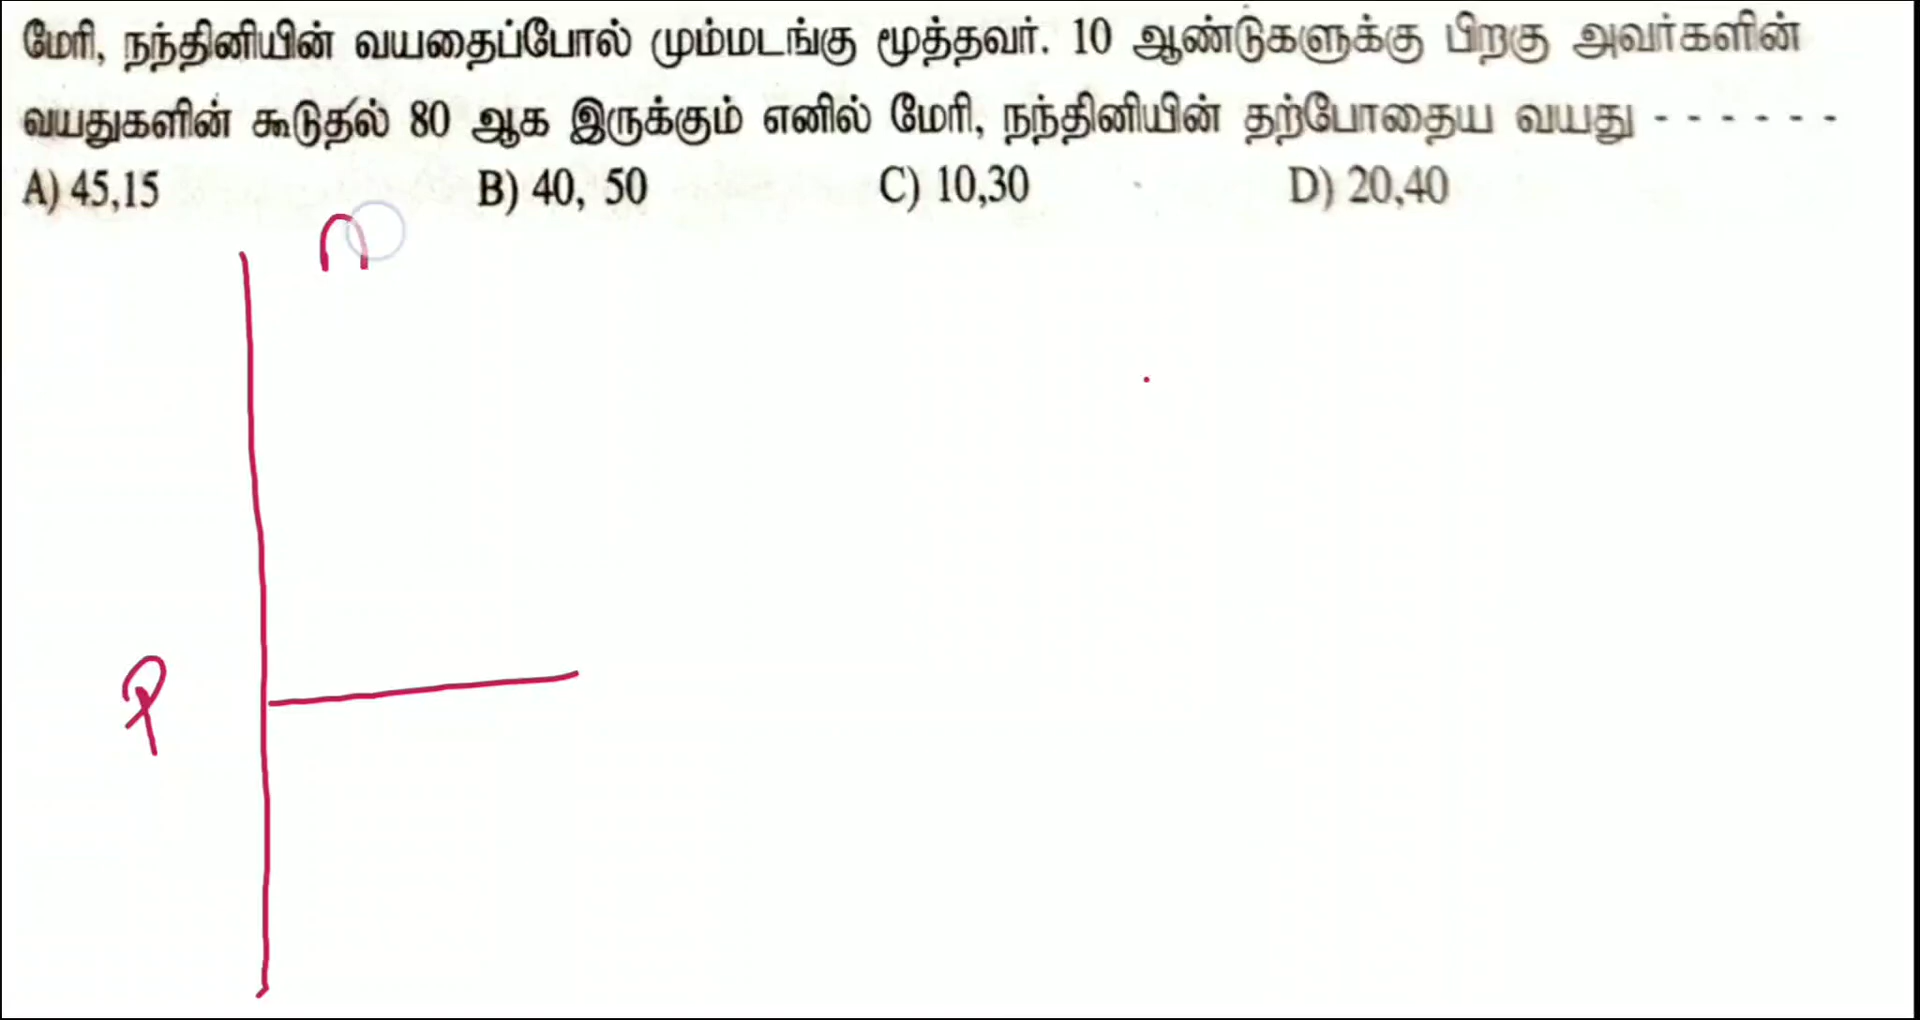 மேரி, நந்தினியின் வயதைப்போல் மும்மடங்கு மூத்தவர். 10 ஆண்டுகளுக்கு பிறகு அவர்களின்
வயதுகளின் கூடுதல் 80 ஆக இருக்கும் எனில் மேரி, நந்தினியின் தற்போதைய வயது - - - - - -
A) 45,15 B) 40, 50 C) 10,30 D) 20,40
P